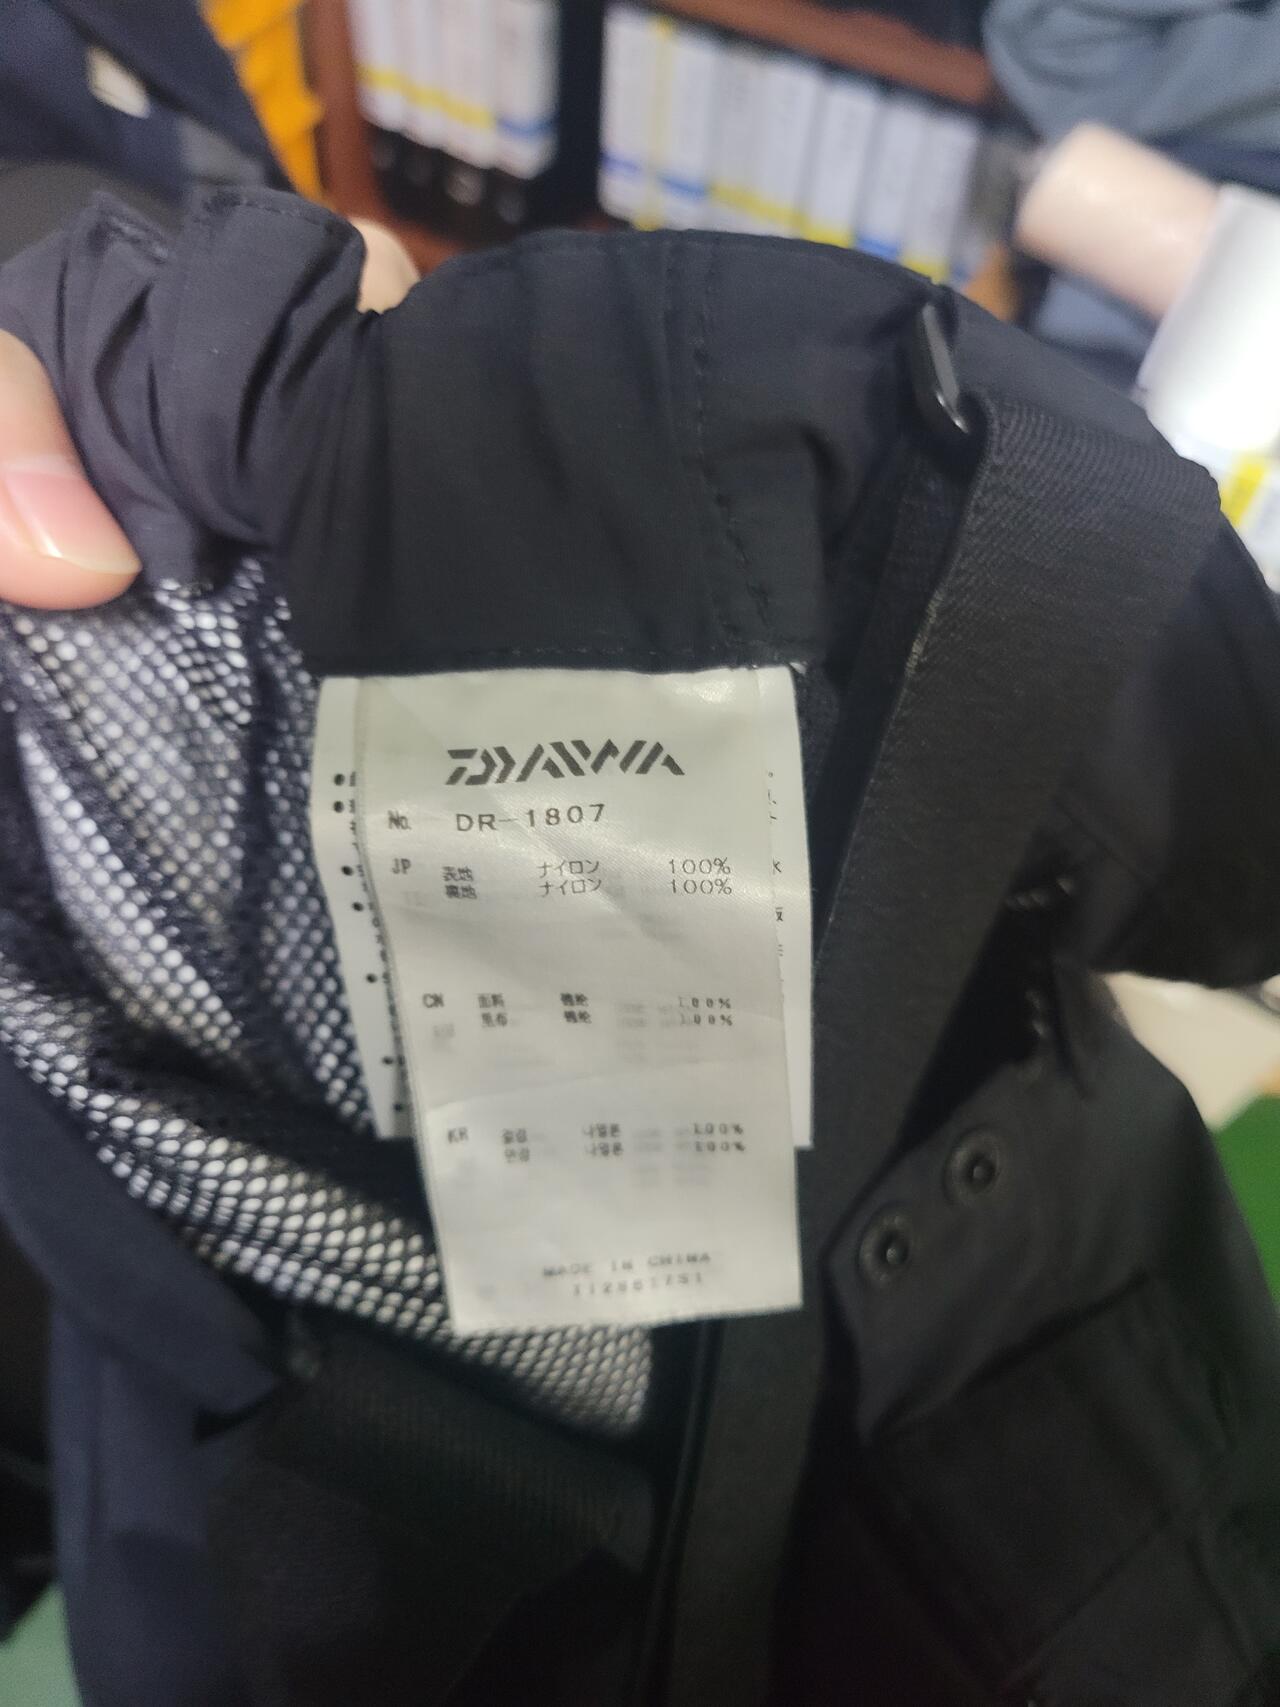 DAIWA
No. DR-1807
JP 表地 ナイロン 100%
裏地 ナイロン 100%
CN 面料 锦纶 100%
里布 锦纶 100%
KR 겉감 나일론 100%
안감 나일론 100%
MADE IN CHINA